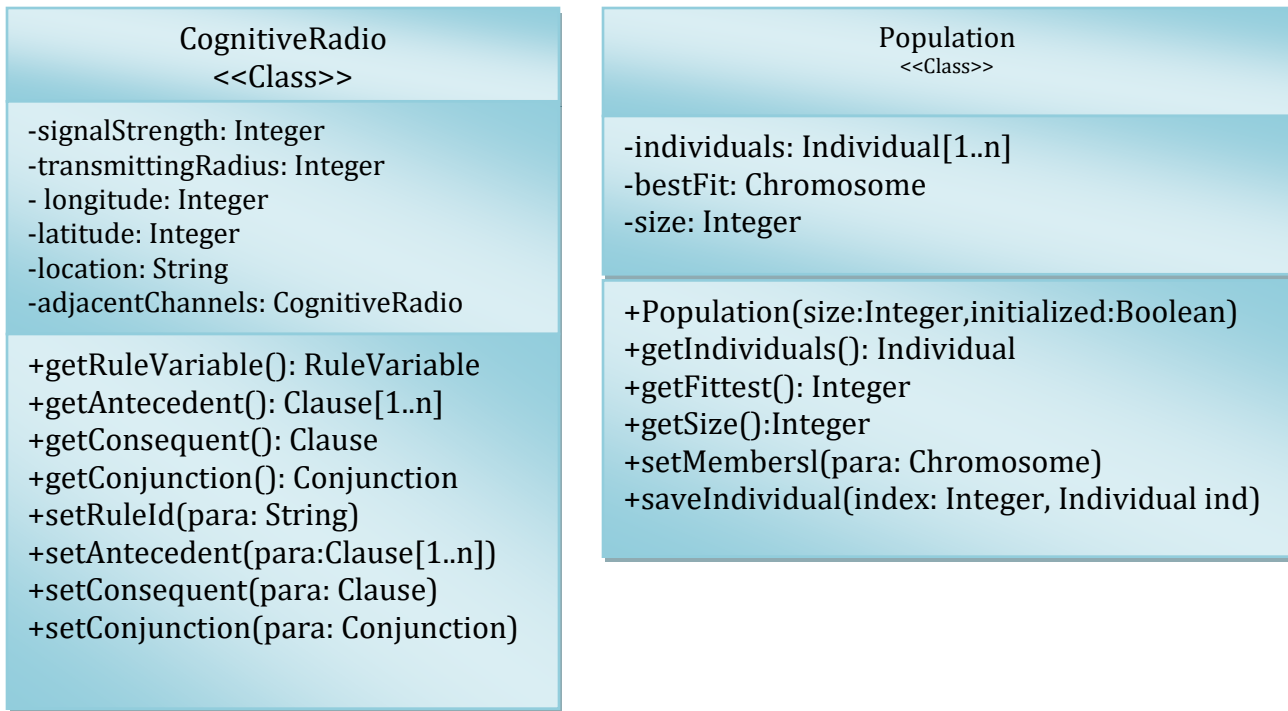 CognitiveRadio
<<Class>>
-signalStrength: Integer
-transmittingRadius: Integer
- longitude: Integer
-latitude: Integer
-location: String
-adjacentChannels: CognitiveRadio
+getRuleVariable(): RuleVariable
+getAntecedent(): Clause[1..n]
+getConsequent(): Clause
+getConjunction(): Conjunction
+setRuleId(para: String)
+setAntecedent(para:Clause[1..n])
+setConsequent(para: Clause)
+setConjunction(para: Conjunction)
Population
<<Class>>
-individuals: Individual[1..n]
-bestFit: Chromosome
-size: Integer
+Population(size:Integer,initialized:Boolean)
+getIndividuals(): Individual
+getFittest(): Integer
+getSize():Integer
+setMembersl(para: Chromosome)
+saveIndividual(index: Integer, Individual ind)